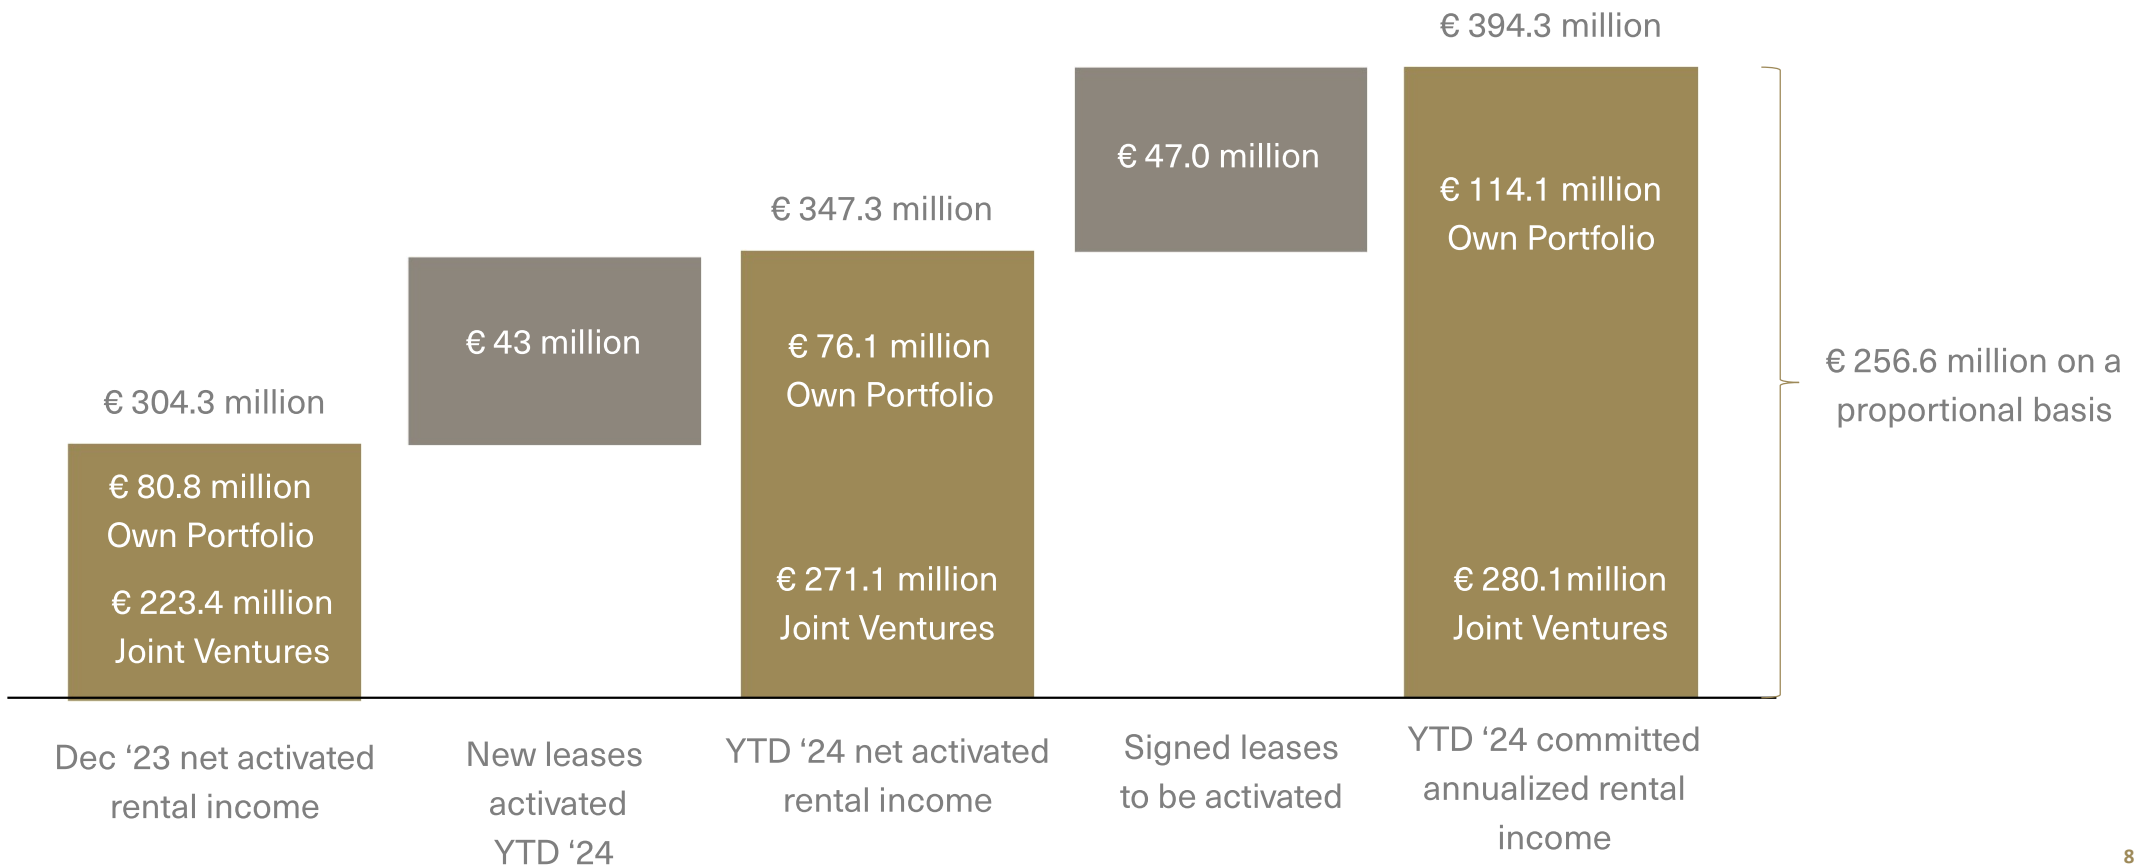 € 304.3 million
€ 80.8 million
Own Portfolio
€ 223.4 million
Joint Ventures
Dec ‘23 net activated
rental income
€ 43 million
New leases
activated
YTD ‘24
€ 347.3 million
€ 76.1 million
Own Portfolio
€ 271.1 million
Joint Ventures
YTD ‘24 net activated
rental income
€ 47.0 million
Signed leases
to be activated
€ 394.3 million
€ 114.1 million
Own Portfolio
€ 280.1million
Joint Ventures
YTD ‘24 committed
annualized rental
income
€ 256.6 million on a
proportional basis
8